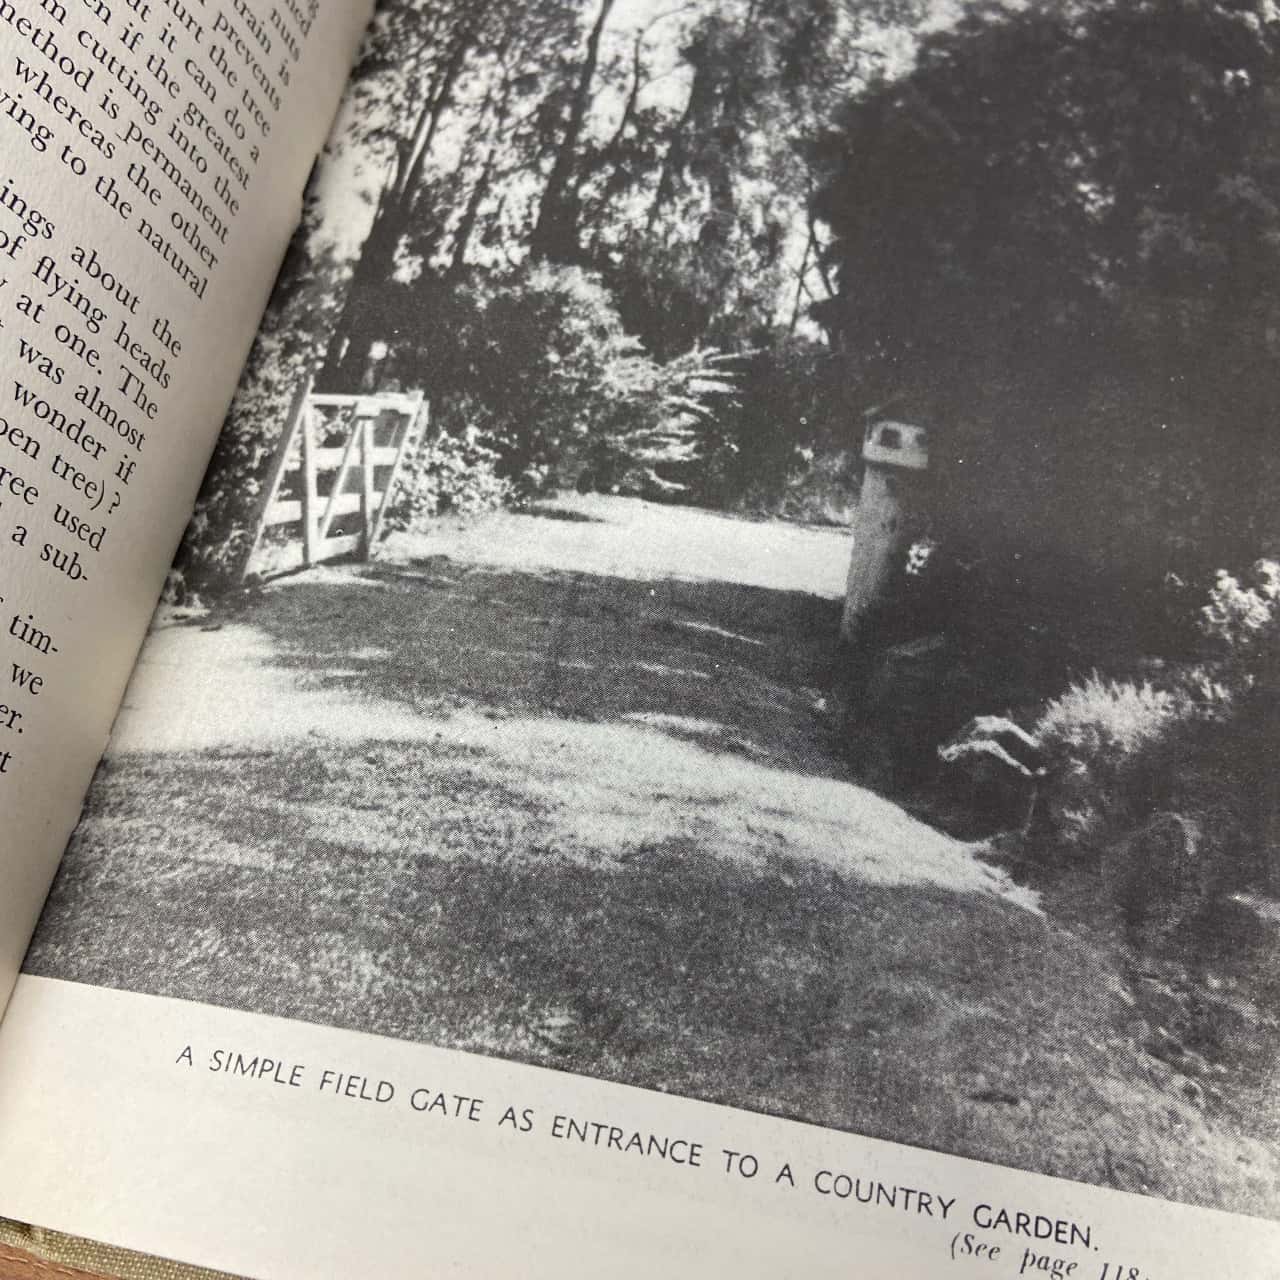 nuts
train is
prevents
hurt the tree
ut it can do a
if the greatest
cutting into the
method is permanent
whereas the other
ving to the natural
ings about the
of flying heads
at one. The
was almost
wonder if
pen tree)?
ree used
a sub-
tim-
we
er.
A SIMPLE FIELD GATE AS ENTRANCE TO A COUNTRY GARDEN.
(See page 118.